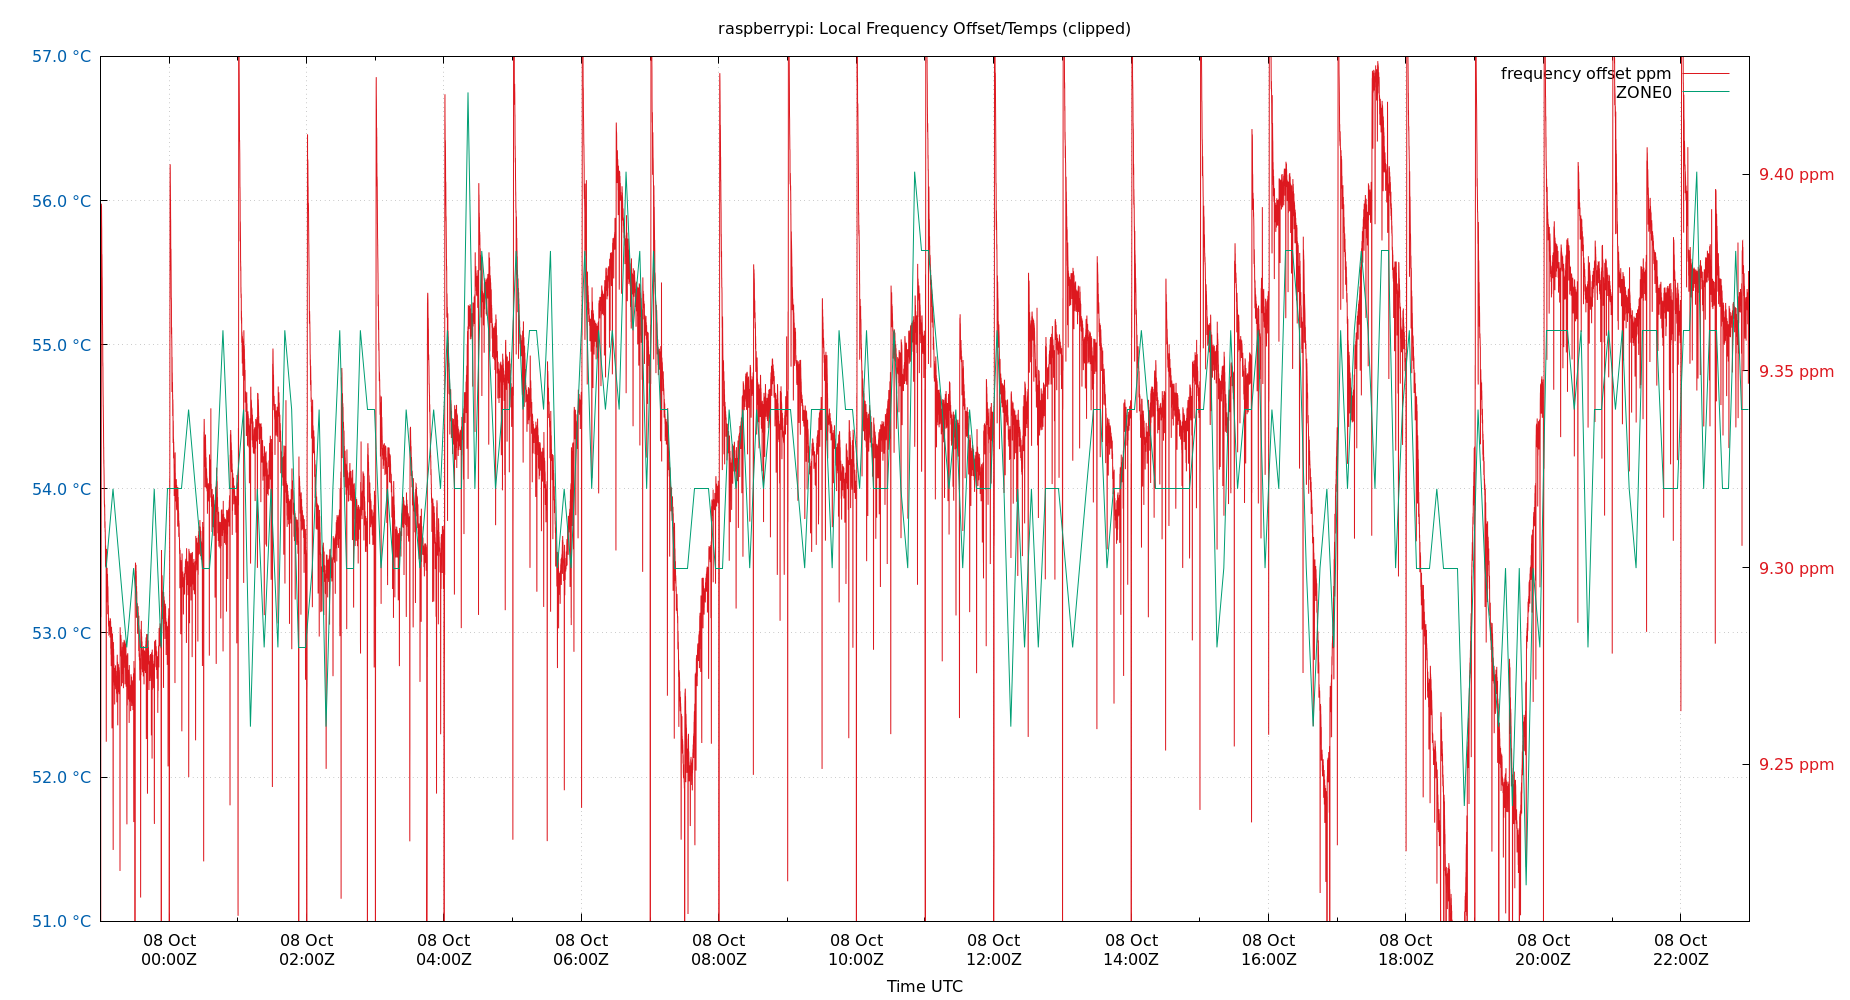 raspberrypi: Local Frequency Offset/Temps (clipped)
57.0 °C
56.0 °C
55.0 °C
54.0 °C
53.0 °C
52.0 °C
51.0 °C
frequency offset ppm
ZONE0
9.40 ppm
9.35 ppm
9.30 ppm
9.25 ppm
08 Oct 08 Oct 08 Oct 08 Oct 08 Oct 08 Oct 08 Oct 08 Oct 08 Oct 08 Oct 08 Oct 08 Oct
00:00Z 02:00Z 04:00Z 06:00Z 08:00Z 10:00Z 12:00Z 14:00Z 16:00Z 18:00Z 20:00Z 22:00Z
Time UTC